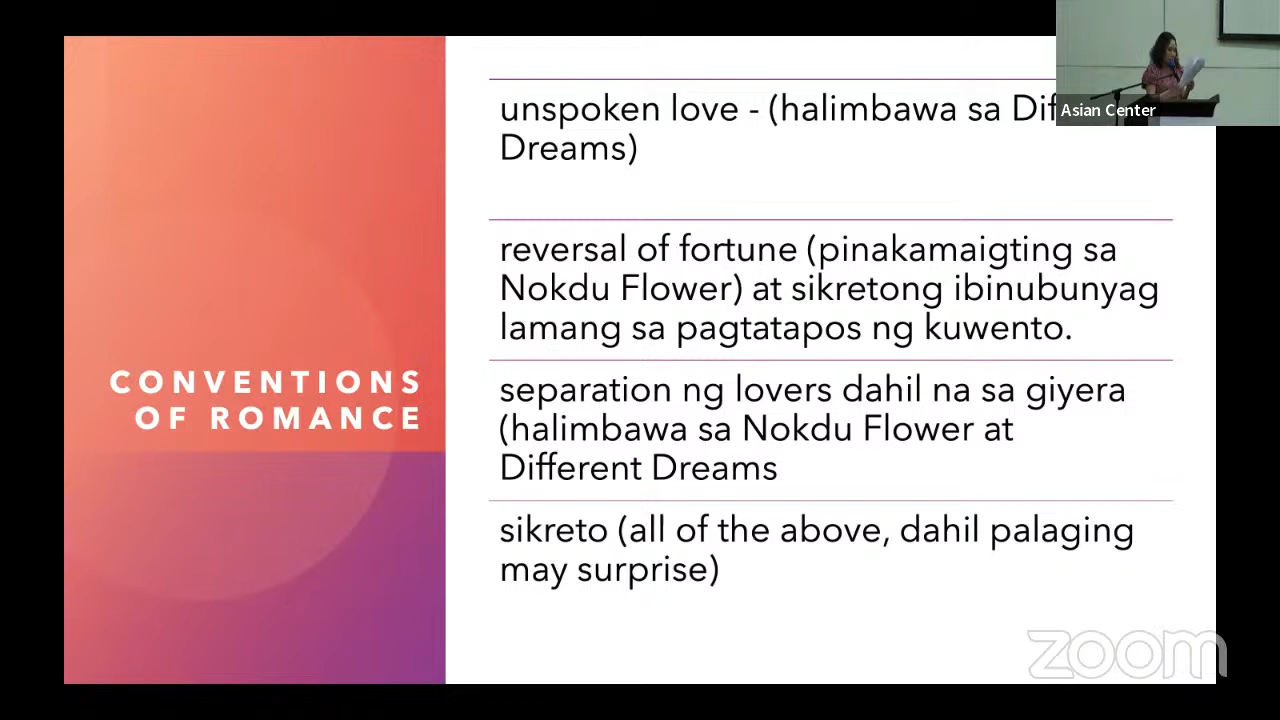 unspoken love - (halimbawa sa Dif
Dreams)
reversal of fortune (pinakamaigting sa
Nokdu Flower) at sikretong ibinubunyag
lamang sa pagtatapos ng kuwento.
CONVENTIONS
OF ROMANCE
separation ng lovers dahil na sa giyera
(halimbawa sa Nokdu Flower at
Different Dreams
sikreto (all of the above, dahil palaging
may surprise)
Asian Center
zoom